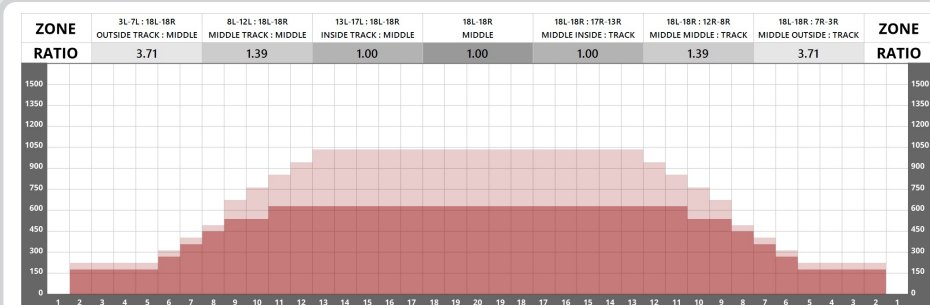 ZONE 3L-7L : 18L-18R 8L-12L : 18L-18R 13L-17L : 18L-18R 18L-18R 18L-18R : 17R-13R 18L-18R : 12R-8R 18L-18R : 7R-3R ZONE
OUTSIDE TRACK : MIDDLE MIDDLE TRACK : MIDDLE INSIDE TRACK : MIDDLE MIDDLE MIDDLE INSIDE : TRACK MIDDLE MIDDLE : TRACK MIDDLE OUTSIDE : TRACK
RATIO 3.71 1.39 1.00 1.00 1.00 1.39 3.71 RATIO
1500 1500
1350 1350
1200 1200
1050 1050
900 900
750 750
600 600
450 450
300 300
150 150
0 0
1 2 3 4 5 6 7 8 9 10 11 12 13 14 15 16 17 18 19 20 19 18 17 16 15 14 13 12 11 10 9 8 7 6 5 4 3 2 1